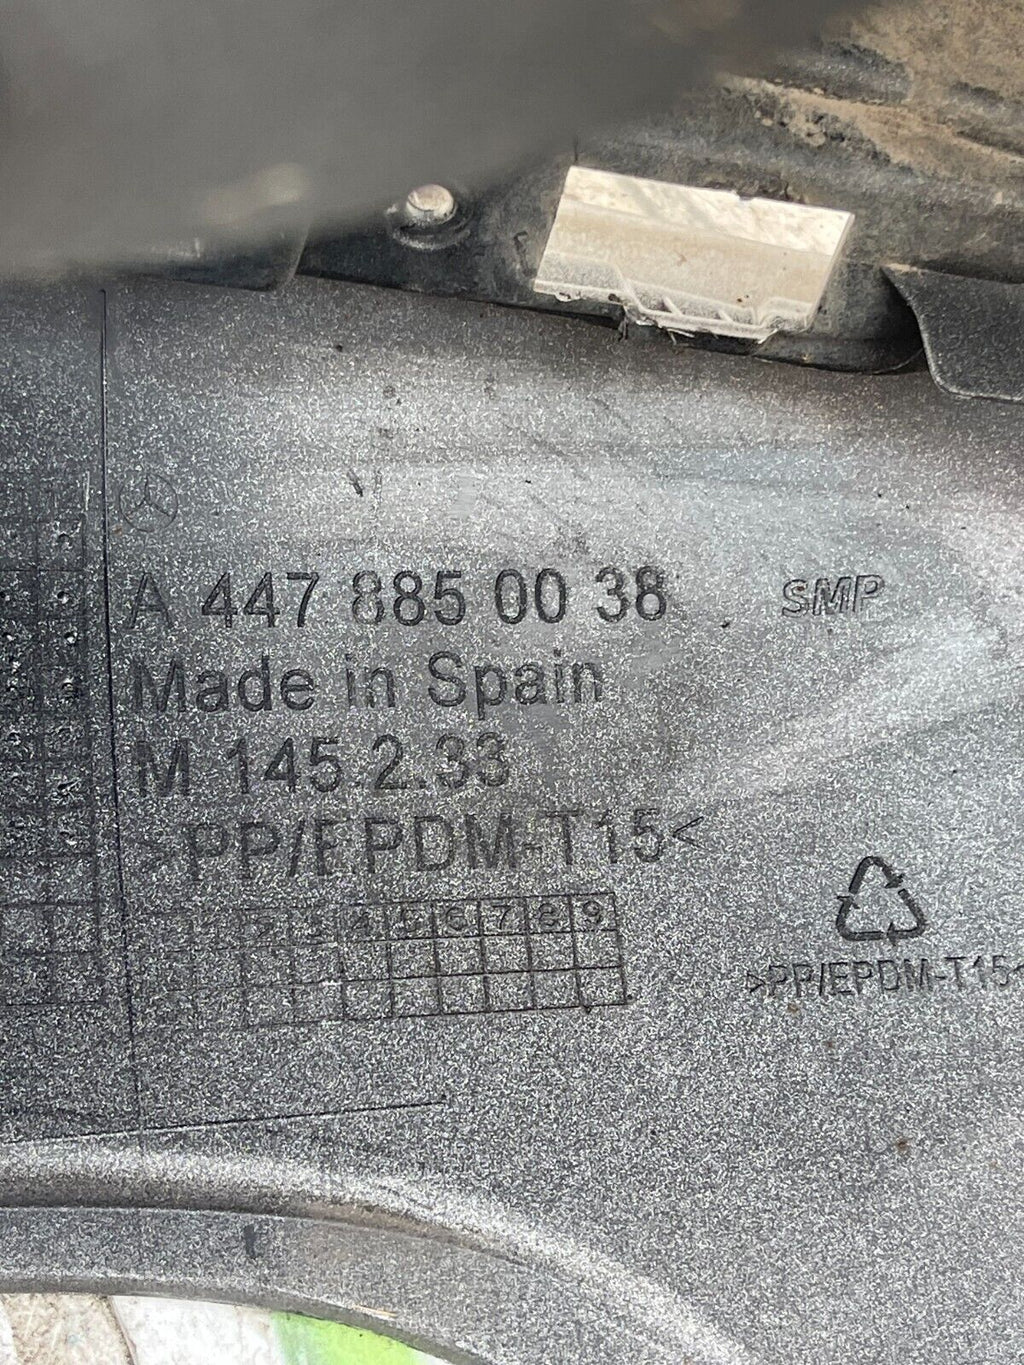 A 447 885 00 38
SMP
Made in Spain
M 145.2.33
>PP/EPDM-T15<
2 3 4 5 6 7 8 9
>PP/EPDM-T15<